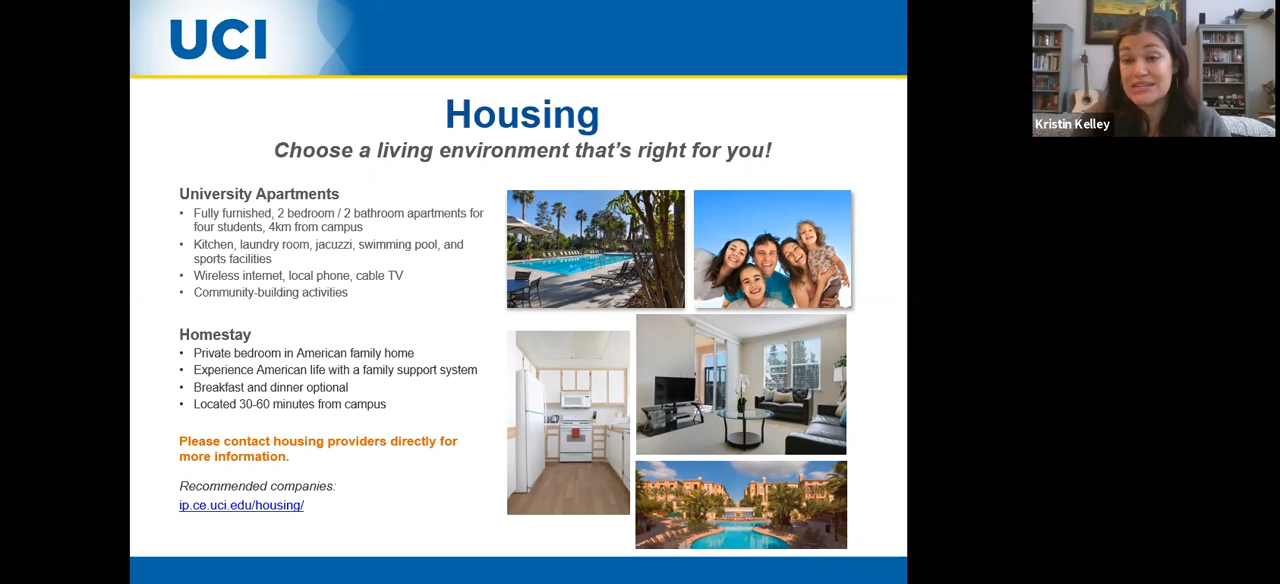 UCI
Housing
Choose a living environment that's right for you!
University Apartments
• Fully furnished, 2 bedroom / 2 bathroom apartments for
four students, 4km from campus
• Kitchen, laundry room, jacuzzi, swimming pool, and
sports facilities
• Wireless internet, local phone, cable TV
• Community-building activities
Homestay
• Private bedroom in American family home
• Experience American life with a family support system
• Breakfast and dinner optional
• Located 30-60 minutes from campus
Please contact housing providers directly for
more information.
Recommended companies:
ip.ce.uci.edu/housing/
Kristin Kelley